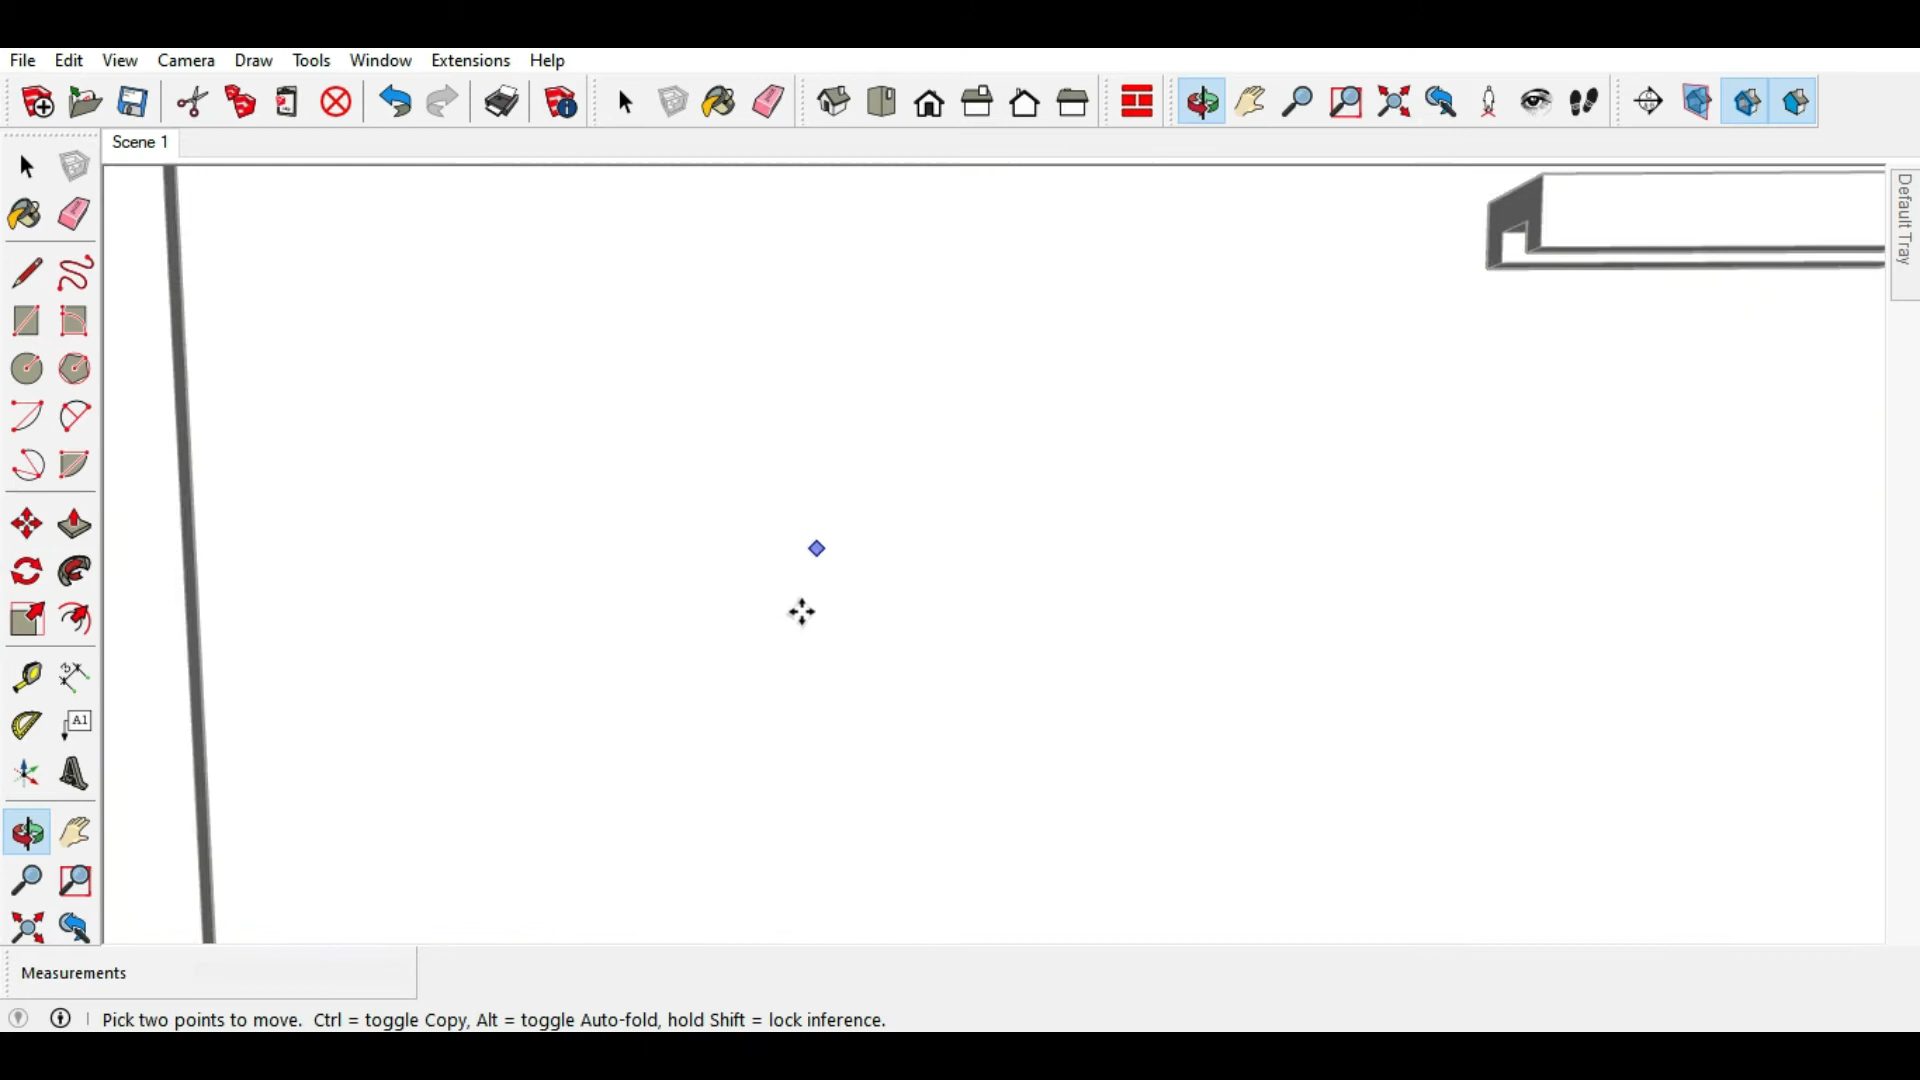 File Edit View Camera Draw Tools Window Extensions Help
Scene 1
Default Tray
A1
Measurements
Pick two points to move. Ctrl = toggle Copy, Alt = toggle Auto-fold, hold Shift = lock inference.